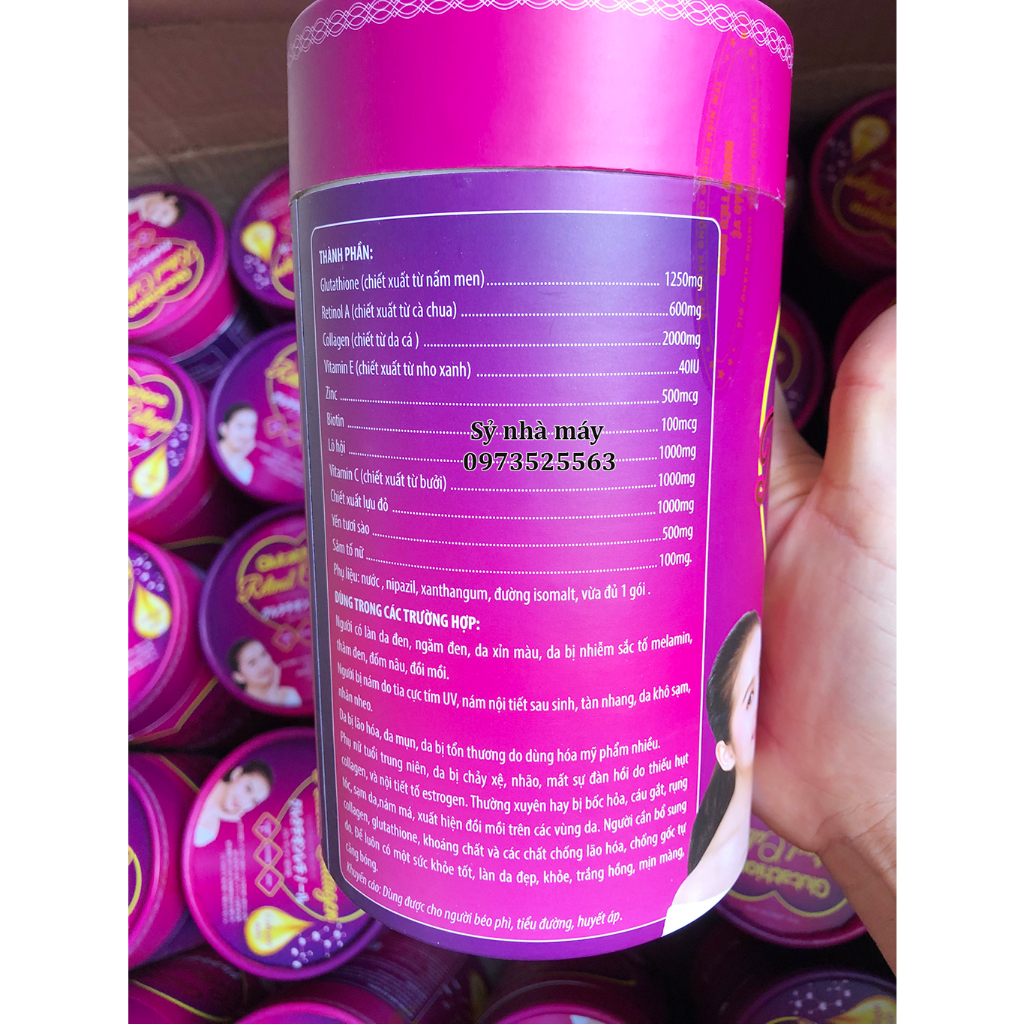 THÀNH PHẦN:
Glutathione (chiết xuất từ nấm men)........ 1250mg
Retinol A (chiết xuất từ cà chua) ........600mg
Collagen (chiết từ da cá ) ........2000mg
Vitamin E (chiết xuất từ nho xanh) ........40IU
Zinc ........ 500mcg
Biotin ........ 100mcg
Lô hội ........ 1000mg
Vitamin C (chiết xuất từ bưởi) ........1000mg
Chiết xuất lựu đỏ ........1000mg
Yến tươi sào ........500mg
Sâm tố nữ ........100mg.
Phụ liệu: nước , nipazil, xanthangum, đường isomalt, vừa đủ 1 gói .
DÙNG TRONG CÁC TRƯỜNG HỢP:
Người có làn da đen, ngăm đen, da xỉn màu, da bị nhiễm sắc tố melamin,
thâm đen, đốm nâu, đồi mồi.
Người bị nám do tia cực tím UV, nám nội tiết sau sinh, tàn nhang, da khô sạm,
nhăn nheo.
Da bị lão hóa, da mụn, da bị tổn thương do dùng hóa mỹ phẩm nhiều.
Phụ nữ tuổi trung niên, da bị chảy xệ, nhão, mất sự đàn hồi do thiếu hụt
collagen, và nội tiết tố estrogen. Thường xuyên hay bị bốc hỏa, cáu gắt, rụng
tóc, sạm da,nám má, xuất hiện đồi mồi trên các vùng da. Người cần bổ sung
collagen, glutathione, khoáng chất và các chất chống lão hóa, chống gốc tự
do. Để luôn có một sức khỏe tốt, làn da đẹp, khỏe, trắng hồng, mịn màng,
căng bóng.
Khuyến cáo: Dùng được cho người béo phì, tiểu đường, huyết áp.
Sỷ nhà máy
0973525563